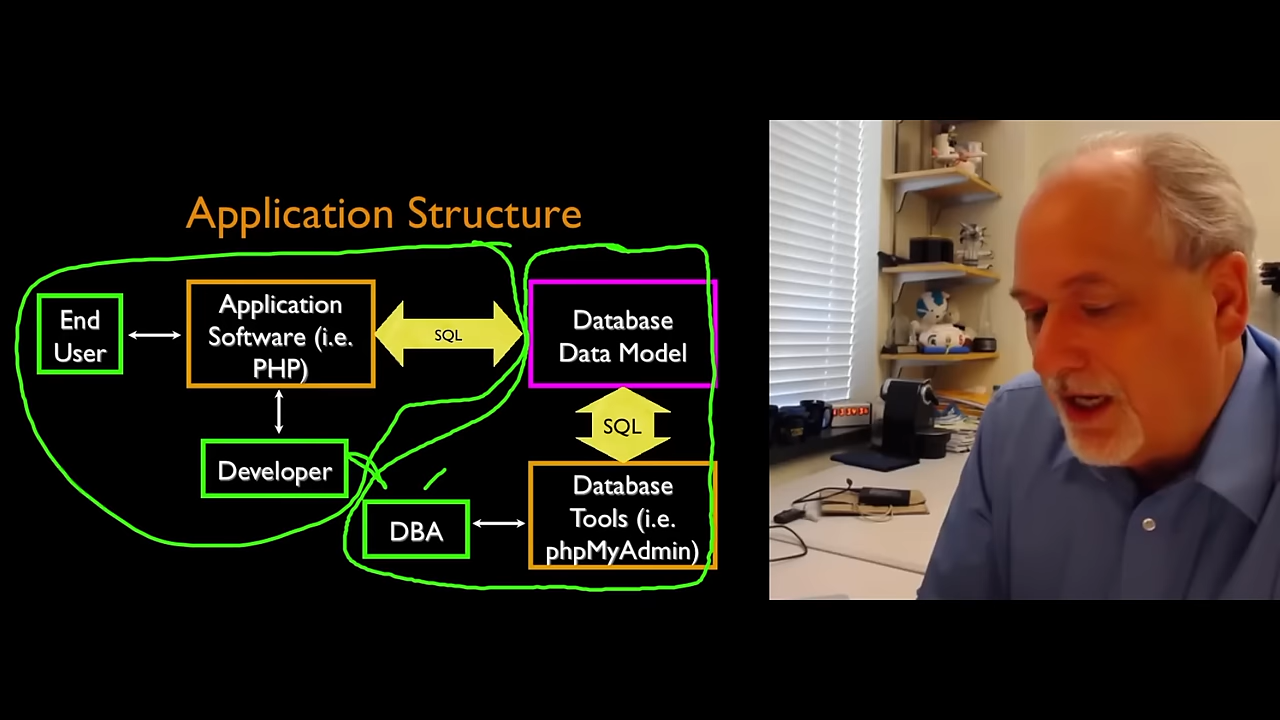 Application Structure
End
User
Application
Software (i.e.
PHP)
SQL
Database
Data Model
SQL
Developer
DBA
Database
Tools (i.e.
phpMyAdmin)